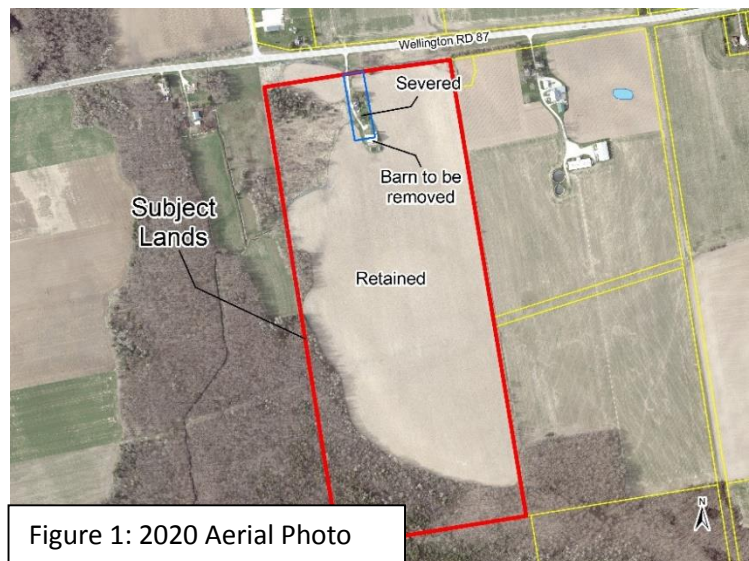 Wellington RD 87
Severed
Barn to be
removed
Subject
Lands
Retained
N
Figure 1: 2020 Aerial Photo